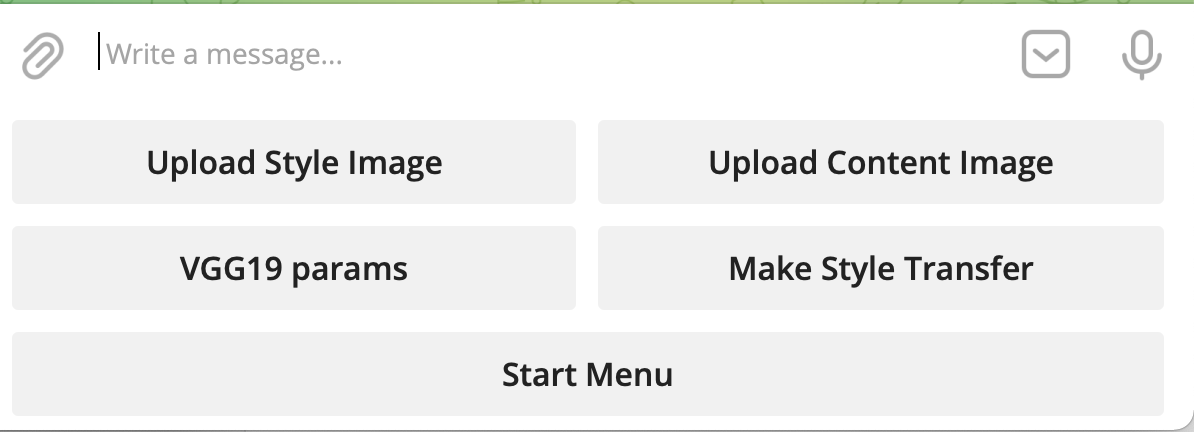 Write a message...
Upload Style Image
Upload Content Image
VGG19 params
Make Style Transfer
Start Menu